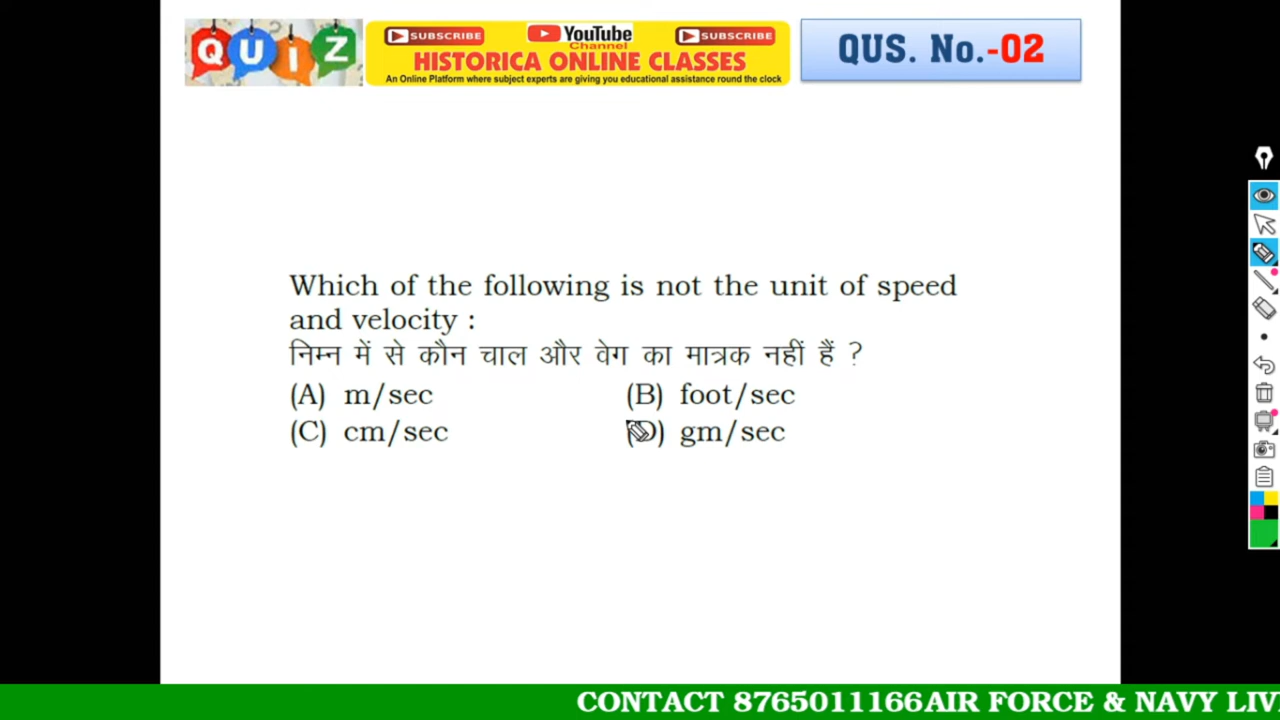 QUIZ
SUBSCRIBE
YouTube
Channel
SUBSCRIBE
HISTORICA ONLINE CLASSES
An Online Platform where subject experts are giving you educational assistance round the clock
QUS. No.-02
Which of the following is not the unit of speed
and velocity :
निम्न में से कौन चाल और वेग का मात्रक नहीं हैं ?
(A) m/sec
(B) foot/sec
(C) cm/sec
(D) gm/sec
CONTACT 8765011166AIR FORCE & NAVY LIV